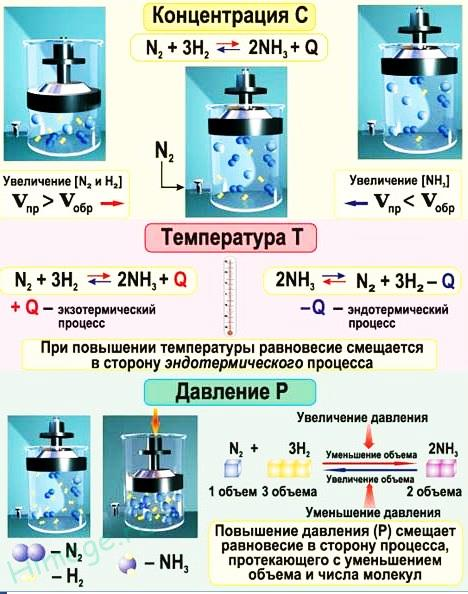 Концентрация С
N₂ + 3H₂ ⇄ 2NH₃ + Q
N₂
Увеличение [N₂ и H₂]
Vпр > Vобр →
Увеличение [NH₃]
← Vпр < Vобр
Температура Т
N₂ + 3H₂ ⇄ 2NH₃ + Q
+ Q – экзотермический
процесс
2NH₃ ⇄ N₂ + 3H₂ – Q
–Q – эндотермический
процесс
При повышении температуры равновесие смещается
в сторону эндотермического процесса
Давление Р
– N₂
– H₂
– NH₃
Увеличение давления
N₂ + 3H₂ 2NH₃
Уменьшение объема
Увеличение объема
1 объем 3 объема 2 объема
Уменьшение давления
Повышение давления (Р) смещает
равновесие в сторону процесса,
протекающего с уменьшением
объема и числа молекул